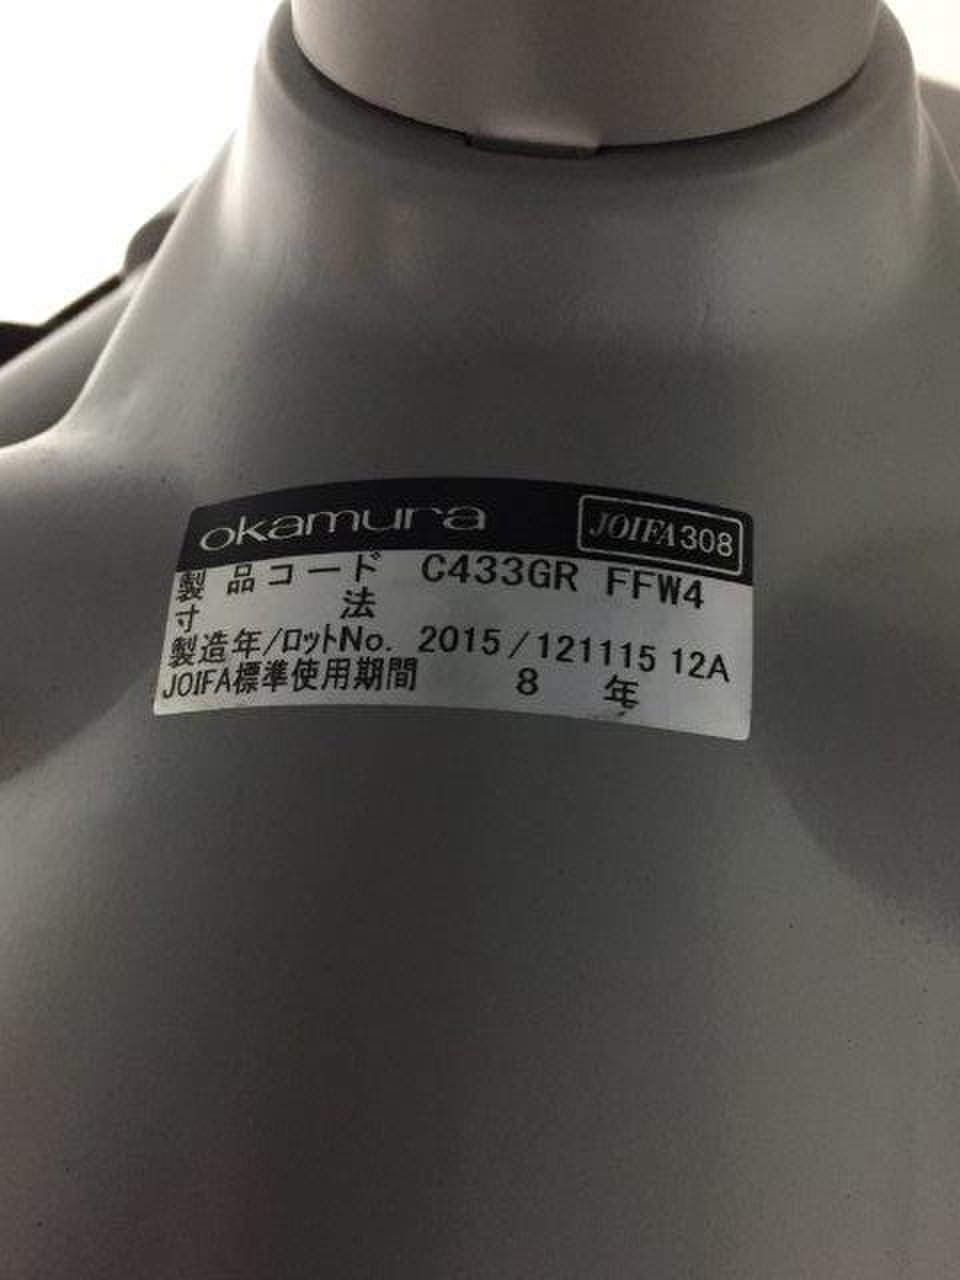 okamura JOIFA308
製品コード C433GR FFW4
寸法
製造年/ロットNo. 2015/121115 12A
JOIFA標準使用期間 8年